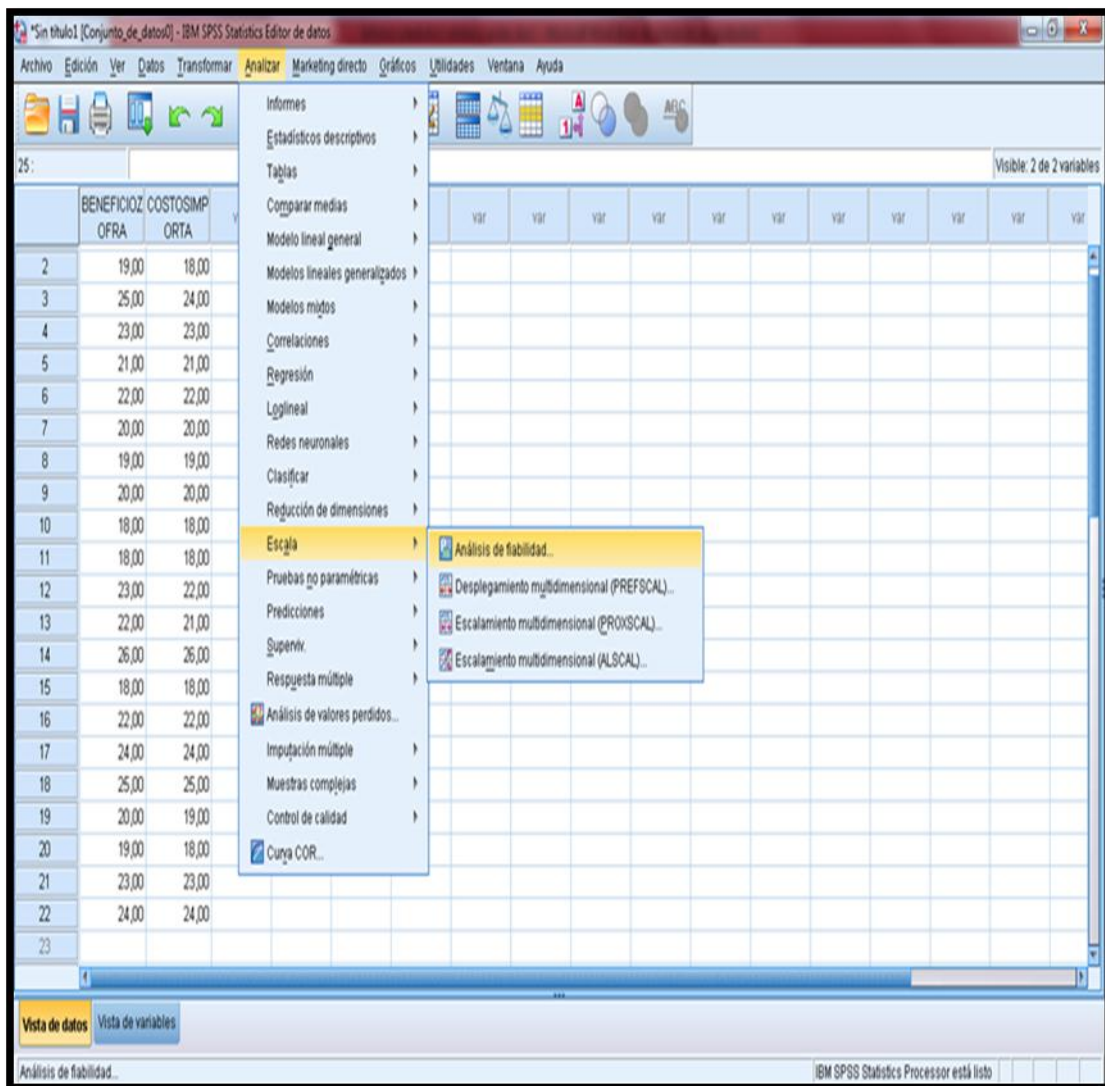 *Sin título1 [Conjunto_de_datos0] - IBM SPSS Statistics Editor de datos
Archivo Edición Ver Datos Transformar Analizar Marketing directo Gráficos Utilidades Ventana Ayuda
25 :
Visible: 2 de 2 variables
BENEFICIOZOFRA COSTOSIMPORTA var var var var var var var var var var var
2 19,00 18,00
3 25,00 24,00
4 23,00 23,00
5 21,00 21,00
6 22,00 22,00
7 20,00 20,00
8 19,00 19,00
9 20,00 20,00
10 18,00 18,00
11 18,00 18,00
12 23,00 22,00
13 22,00 21,00
14 26,00 26,00
15 18,00 18,00
16 22,00 22,00
17 24,00 24,00
18 25,00 25,00
19 20,00 19,00
20 19,00 18,00
21 23,00 23,00
22 24,00 24,00
23
Informes
Estadísticos descriptivos
Tablas
Comparar medias
Modelo lineal general
Modelos lineales generalizados
Modelos mixtos
Correlaciones
Regresión
Loglineal
Redes neuronales
Clasificar
Reducción de dimensiones
Escala
Pruebas no paramétricas
Predicciones
Superviv.
Respuesta múltiple
Análisis de valores perdidos...
Imputación múltiple
Muestras complejas
Control de calidad
Curva COR...
Análisis de fiabilidad...
Desplegamiento multidimensional (PREFSCAL)...
Escalamiento multidimensional (PROXSCAL)...
Escalamiento multidimensional (ALSCAL)...
Vista de datos Vista de variables
Análisis de fiabilidad...
IBM SPSS Statistics Processor está listo